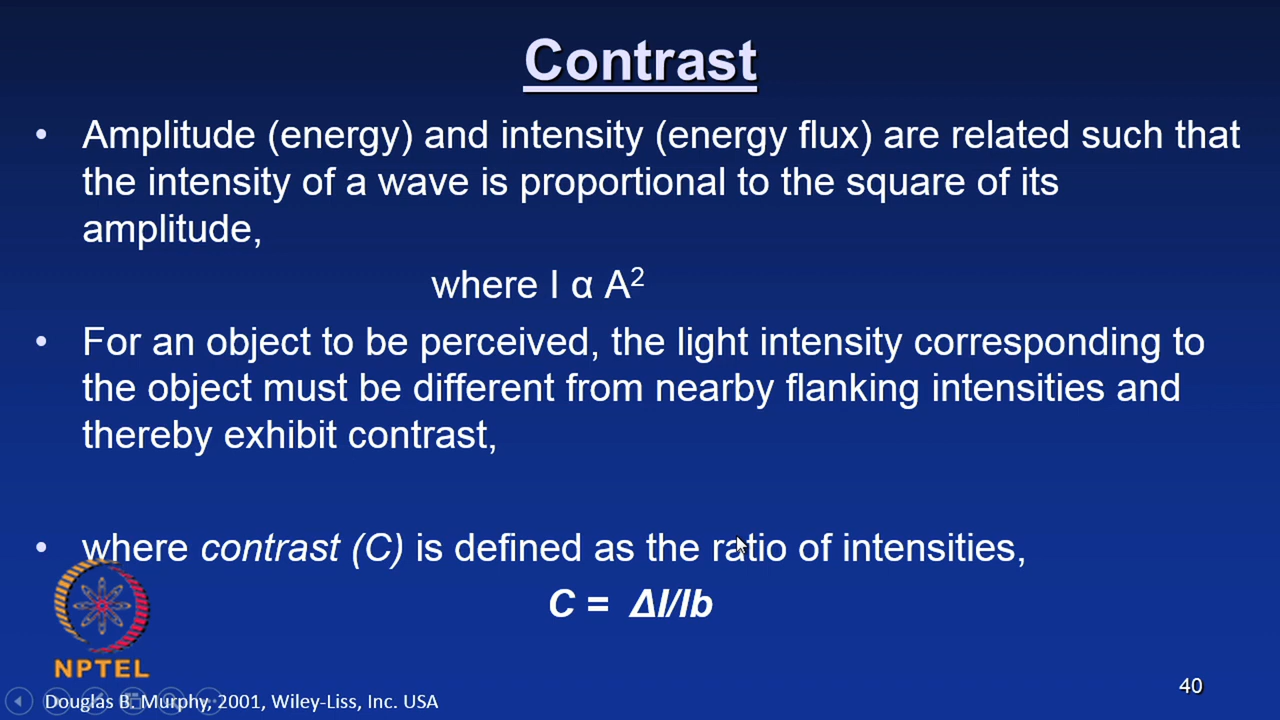 Contrast
• Amplitude (energy) and intensity (energy flux) are related such that
the intensity of a wave is proportional to the square of its
amplitude,
where I α A²
• For an object to be perceived, the light intensity corresponding to
the object must be different from nearby flanking intensities and
thereby exhibit contrast,
• where contrast (C) is defined as the ratio of intensities,
C = ΔI/Ib
NPTEL
Douglas B. Murphy, 2001, Wiley-Liss, Inc. USA
40